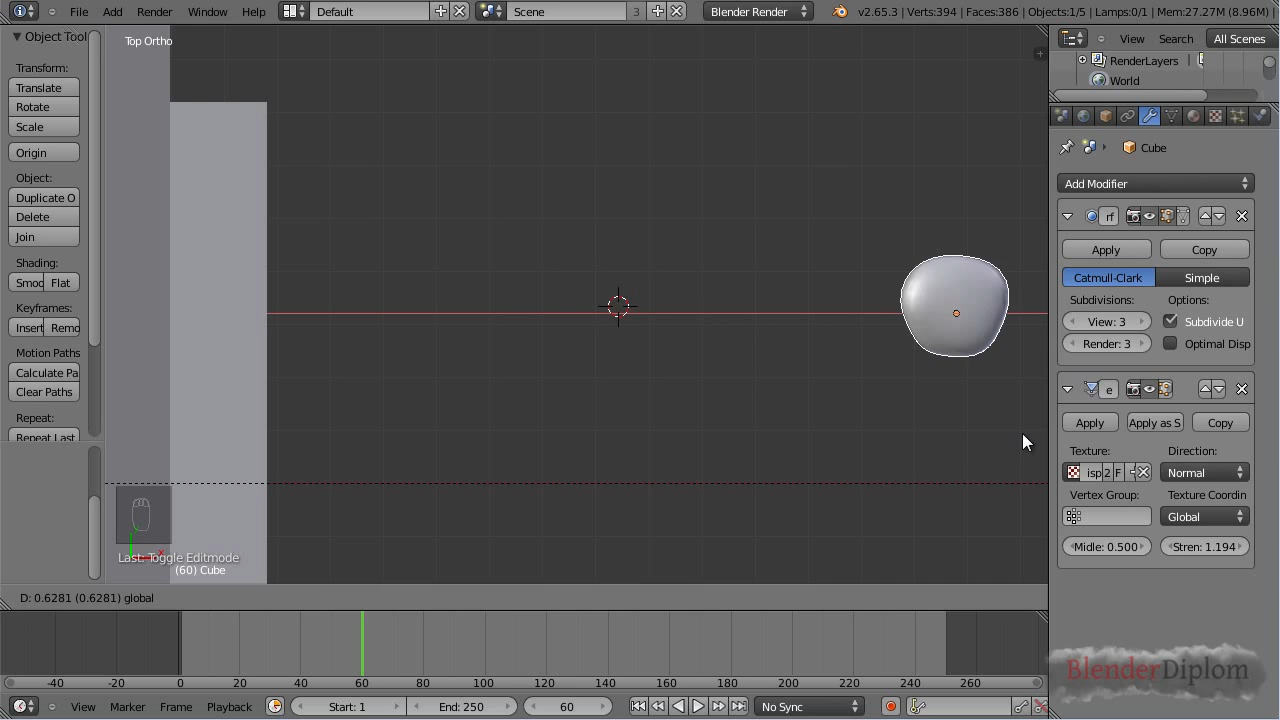 File Add Render Window Help Default Scene 3 Blender Render v2.65.3 | Verts:394 | Faces:386 | Objects:1/5 | Lamps:0/1 | Mem:27.27M (8.96M) |
Object Tool
Transform:
Translate
Rotate
Scale
Origin
Object:
Duplicate O
Delete
Join
Shading:
Smoo Flat
Keyframes:
Insert Remo
Motion Paths
Calculate Pa
Clear Paths
Repeat:
Repeat Last
Top Ortho
Last: Toggle Editmode
(60) Cube
x
D: 0.6281 (0.6281) global
View Search All Scenes
RenderLayers
World
Cube
Add Modifier
rf
Apply Copy
Catmull-Clark Simple
Subdivisions: Options:
View: 3 Subdivide U
Render: 3 Optimal Disp
e
Apply Apply as S Copy
Texture: Direction:
isp 2 F Normal
Vertex Group: Texture Coordin
Global
Midle: 0.500 Stren: 1.194
BlenderDiplom
-40 -20 0 20 40 60 80 100 120 140 160 180 200 220 240 260
View Marker Frame Playback Start: 1 End: 250 60 No Sync